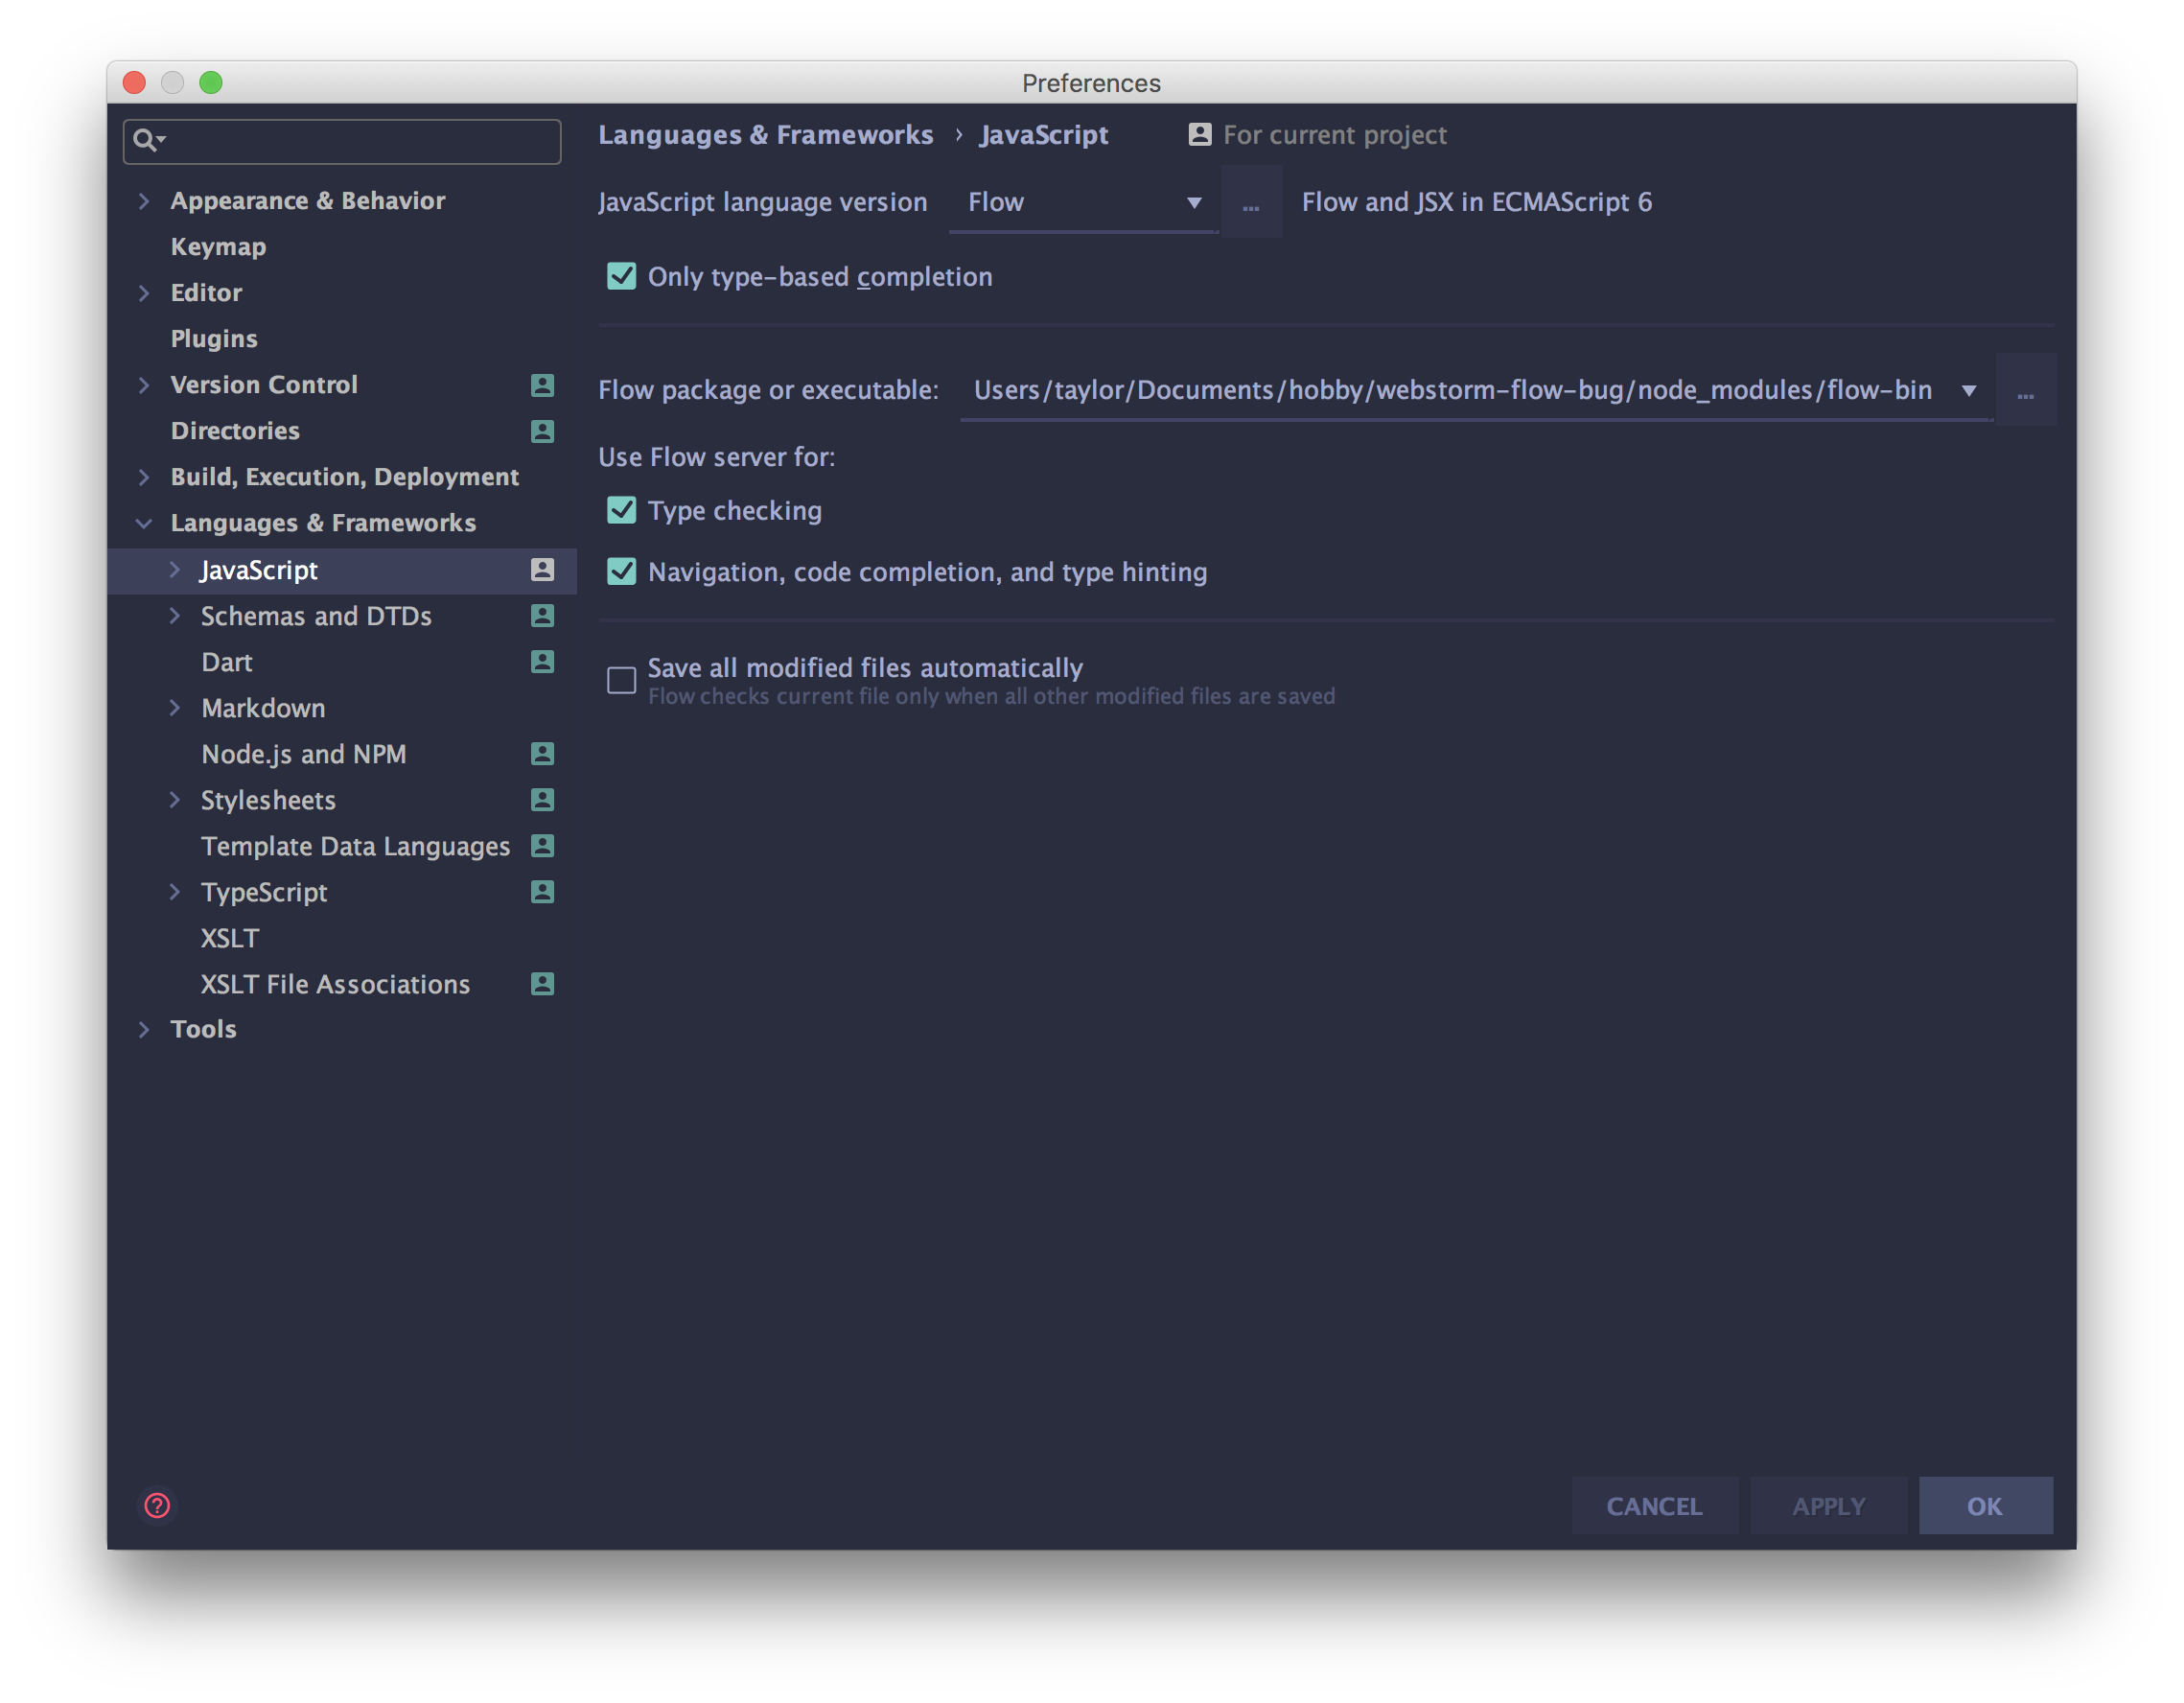 Preferences
Languages & Frameworks › JavaScript For current project
Appearance & Behavior
Keymap
Editor
Plugins
Version Control
Directories
Build, Execution, Deployment
Languages & Frameworks
JavaScript
Schemas and DTDs
Dart
Markdown
Node.js and NPM
Stylesheets
Template Data Languages
TypeScript
XSLT
XSLT File Associations
Tools
JavaScript language version Flow ... Flow and JSX in ECMAScript 6
Only type-based completion
Flow package or executable: Users/taylor/Documents/hobby/webstorm-flow-bug/node_modules/flow-bin ...
Use Flow server for:
Type checking
Navigation, code completion, and type hinting
Save all modified files automatically
Flow checks current file only when all other modified files are saved
? CANCEL APPLY OK